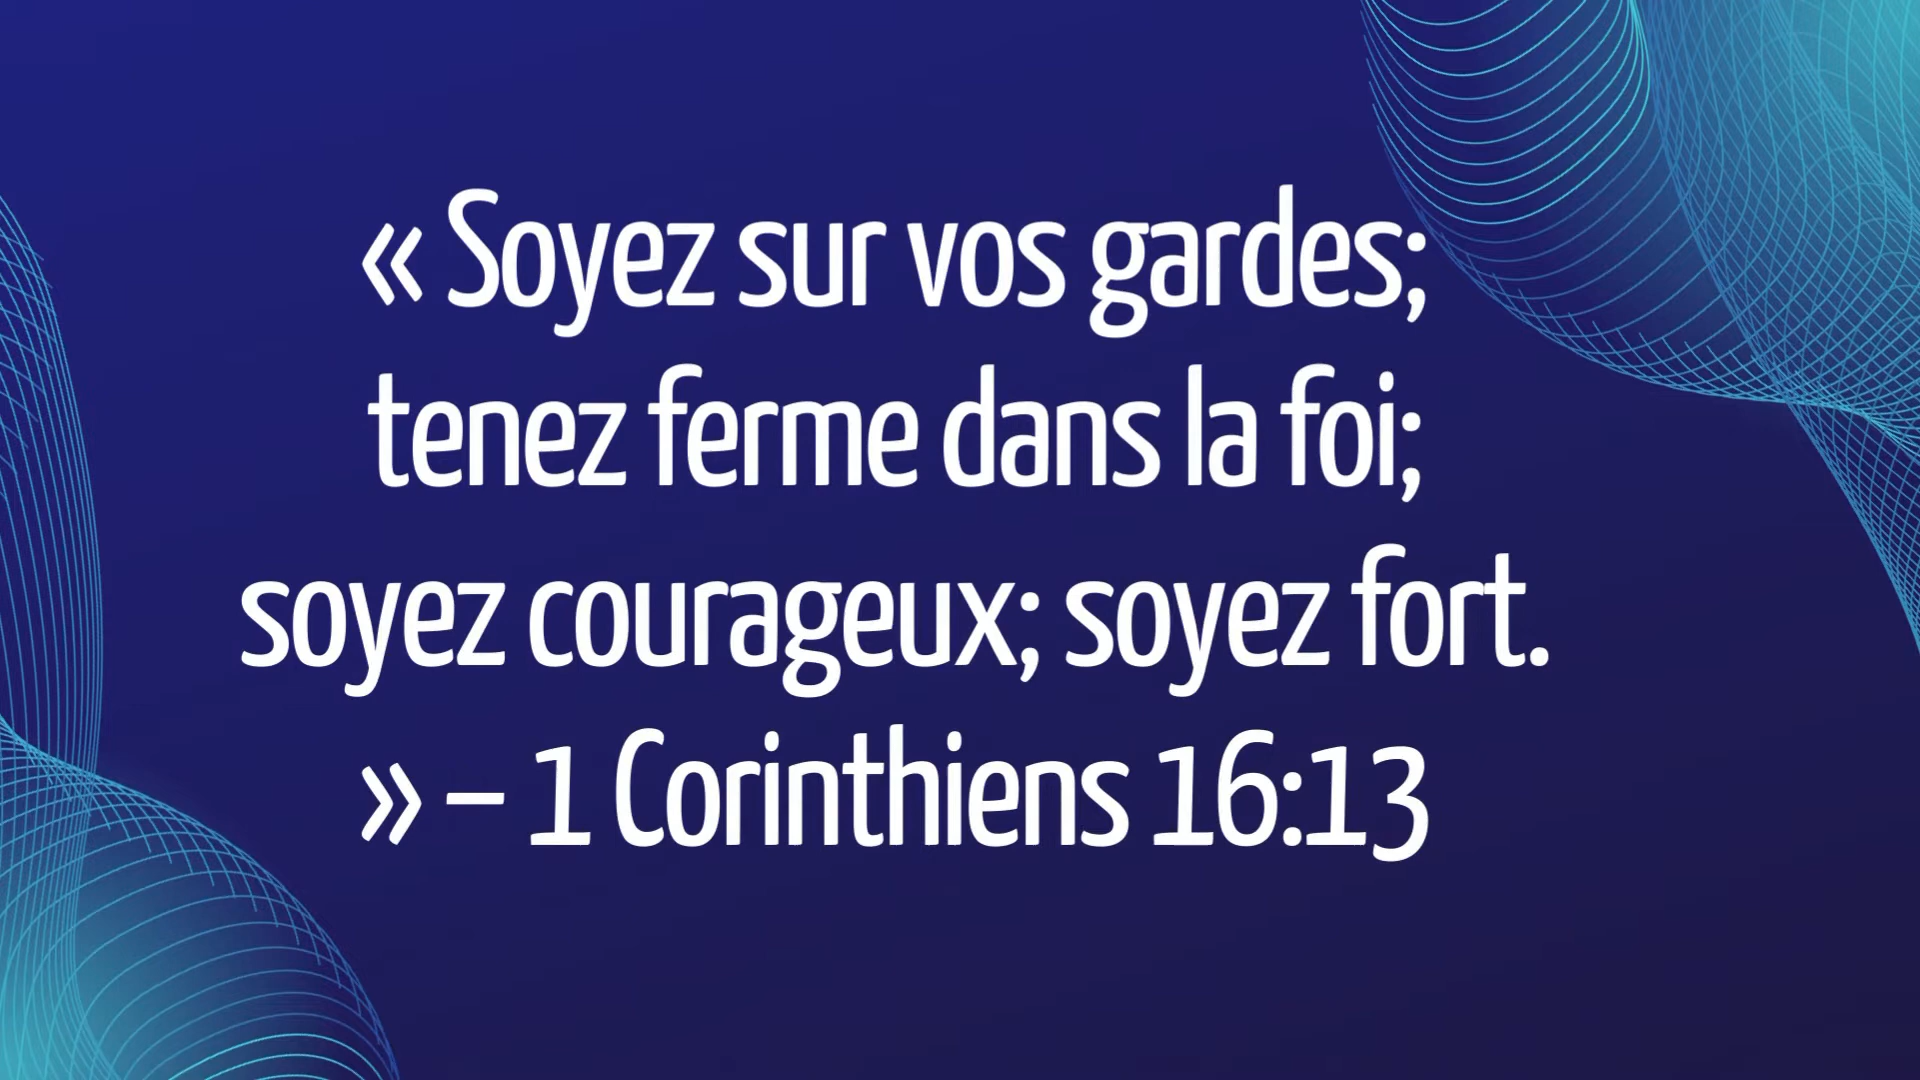 « Soyez sur vos gardes;
tenez ferme dans la foi;
soyez courageux; soyez fort.
» – 1 Corinthiens 16:13